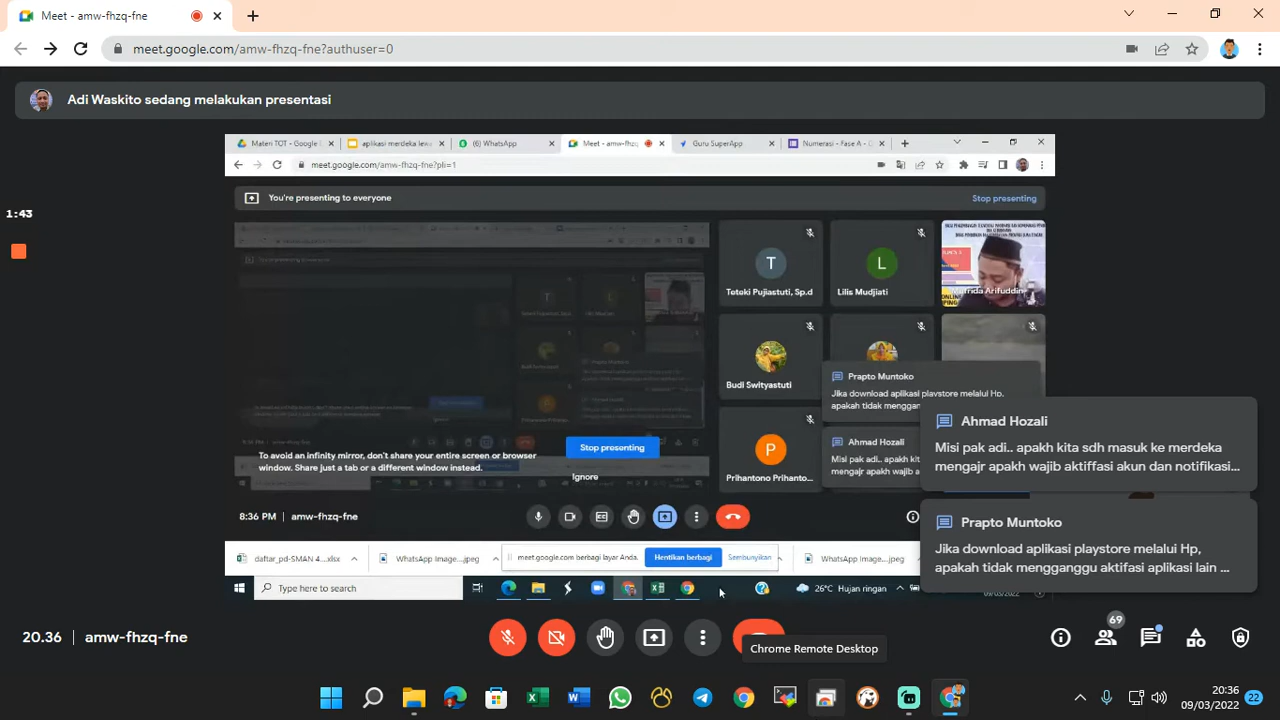 Meet - amw-fhzq-fne
meet.google.com/amw-fhzq-fne?authuser=0
Adi Waskito sedang melakukan presentasi
1:43
Materi TOT - Google
aplikasi merdeka
(6) WhatsApp
Meet - amw-fhzq-
Guru SuperApp
Numerasi - Fase A -
meet.google.com/amw-fhzq-fne?pli=1
You're presenting to everyone
Stop presenting
T
L
Teteki Pujiastuti, Sp.d
Lilis Mudjiati
Arifuddin
Budi Swityastuti
Prapto Muntoko
Jika download aplikasi playstore melalui Hp,
apakah tidak menggan
Ahmad Hozali
Misi pak adi.. apakh kita
mengajr apakh wajib
P
Prihantono Prihanto...
Stop presenting
To avoid an infinity mirror, don't share your entire screen or browser
window. Share just a tab or a different window instead.
Ignore
8:36 PM | amw-fhzq-fne
daftar_pd-SMAN 4....xlsx
WhatsApp Image....jpeg
meet.google.com berbagi layar Anda.
Hentikan berbagi
Sembunyikan
WhatsApp Image....jpeg
Type here to search
26°C Hujan ringan
09/03/2022
Ahmad Hozali
Misi pak adi.. apakh kita sdh masuk ke merdeka
mengajr apakh wajib aktiffasi akun dan notifikasi...
Prapto Muntoko
Jika download aplikasi playstore melalui Hp,
apakah tidak mengganggu aktifasi aplikasi lain ...
20.36 | amw-fhzq-fne
69
Chrome Remote Desktop
20:36
09/03/2022
22